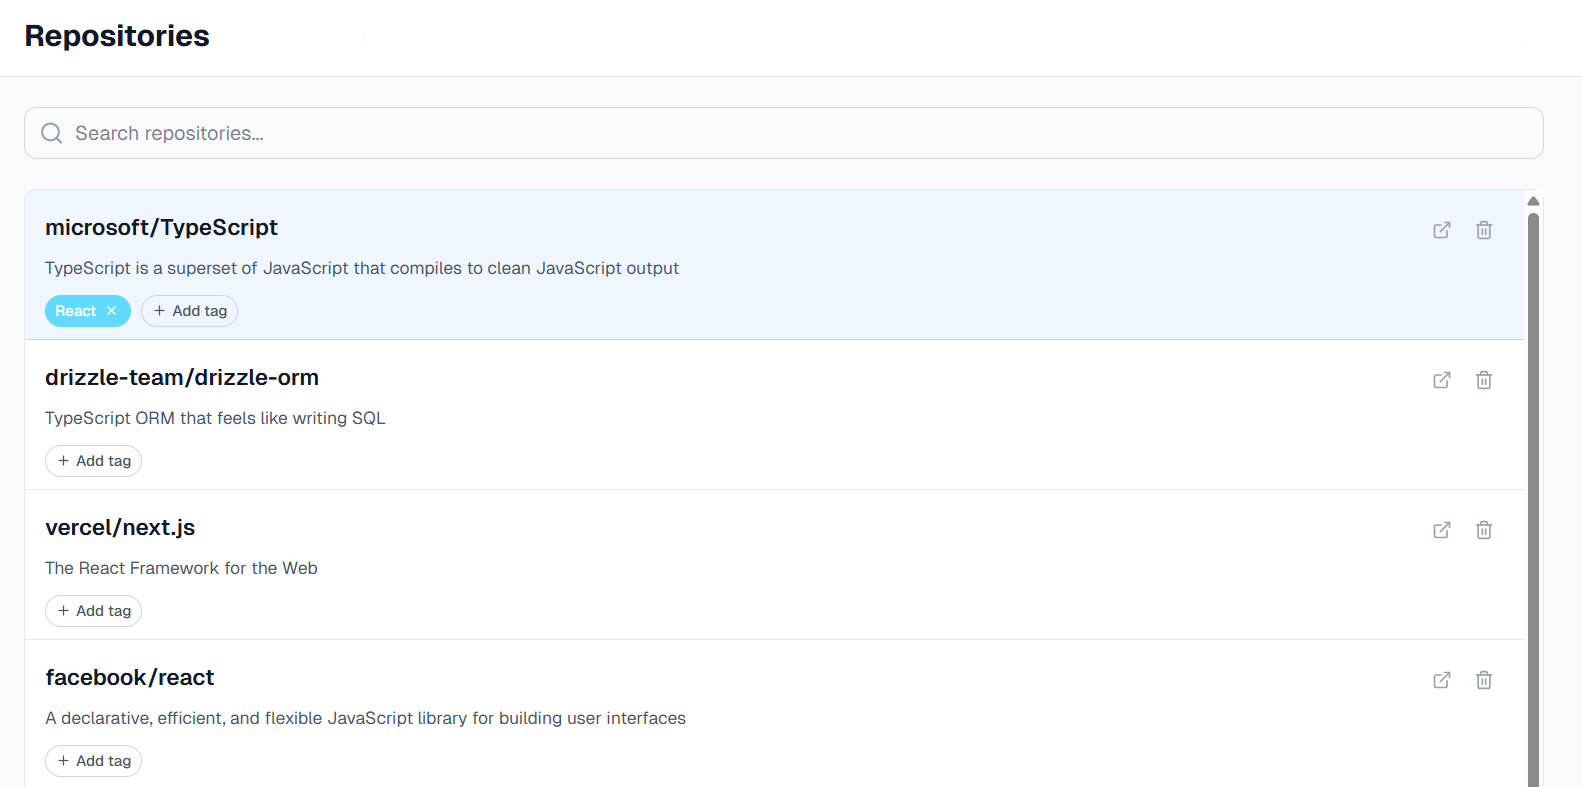 Repositories
Search repositories...
microsoft/TypeScript
TypeScript is a superset of JavaScript that compiles to clean JavaScript output
React × + Add tag
drizzle-team/drizzle-orm
TypeScript ORM that feels like writing SQL
+ Add tag
vercel/next.js
The React Framework for the Web
+ Add tag
facebook/react
A declarative, efficient, and flexible JavaScript library for building user interfaces
+ Add tag